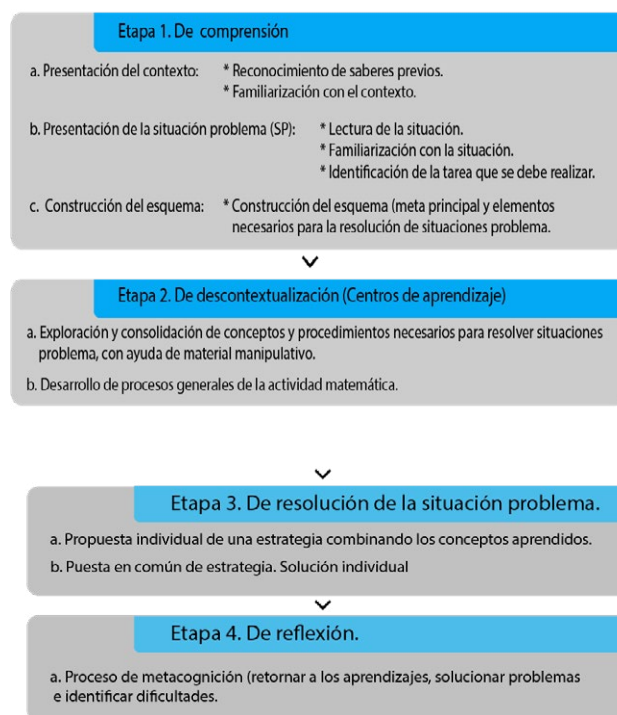 Etapa 1. De comprensión
a. Presentación del contexto: * Reconocimiento de saberes previos.
* Familiarización con el contexto.
b. Presentación de la situación problema (SP): * Lectura de la situación.
* Familiarización con la situación.
* Identificación de la tarea que se debe realizar.
c. Construcción del esquema: * Construcción del esquema (meta principal y elementos
necesarios para la resolución de situaciones problema.
Etapa 2. De descontextualización (Centros de aprendizaje)
a. Exploración y consolidación de conceptos y procedimientos necesarios para resolver situaciones
problema, con ayuda de material manipulativo.
b. Desarrollo de procesos generales de la actividad matemática.
Etapa 3. De resolución de la situación problema.
a. Propuesta individual de una estrategia combinando los conceptos aprendidos.
b. Puesta en común de estrategia. Solución individual
Etapa 4. De reflexión.
a. Proceso de metacognición (retornar a los aprendizajes, solucionar problemas
e identificar dificultades.